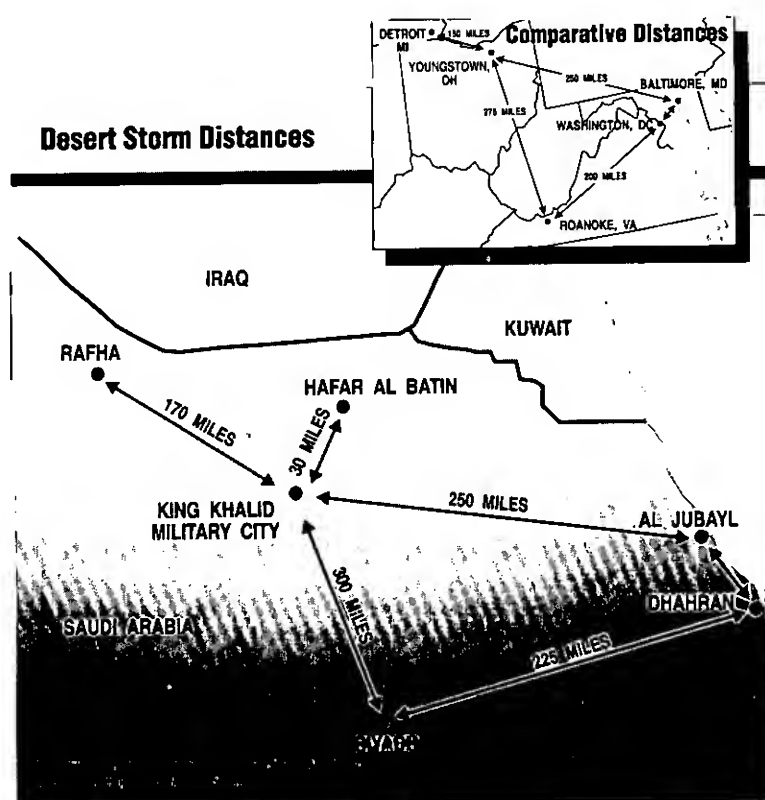 Comparative Distances
DETROIT
MI
150 MILES
YOUNGSTOWN,
OH
250 MILES
BALTIMORE, MD
275 MILES
WASHINGTON, DC
200 MILES
ROANOKE, VA
Desert Storm Distances
IRAQ
KUWAIT
RAFHA
HAFAR AL BATIN
170 MILES
30 MILES
KING KHALID
MILITARY CITY
250 MILES
AL JUBAYL
300 MILES
DHAHRAN
SAUDI ARABIA
225 MILES
RIYADH